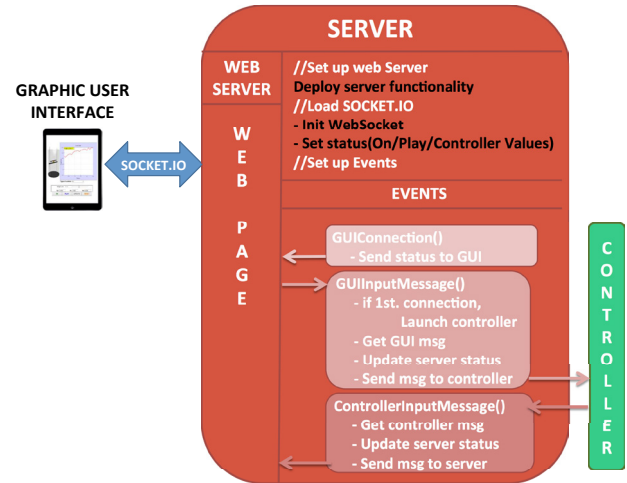 SERVER
WEB
SERVER
//Set up web Server
Deploy server functionality
//Load SOCKET.IO
- Init WebSocket
- Set status(On/Play/Controller Values)
//Set up Events
GRAPHIC USER
INTERFACE
SOCKET.IO
W
E
B
P
A
G
E
EVENTS
GUIConnection()
- Send status to GUI
GUIInputMessage()
- if 1st. connection,
Launch controller
- Get GUI msg
- Update server status
- Send msg to controller
ControllerInputMessage()
- Get controller msg
- Update server status
- Send msg to server
C
O
N
T
R
O
L
L
E
R